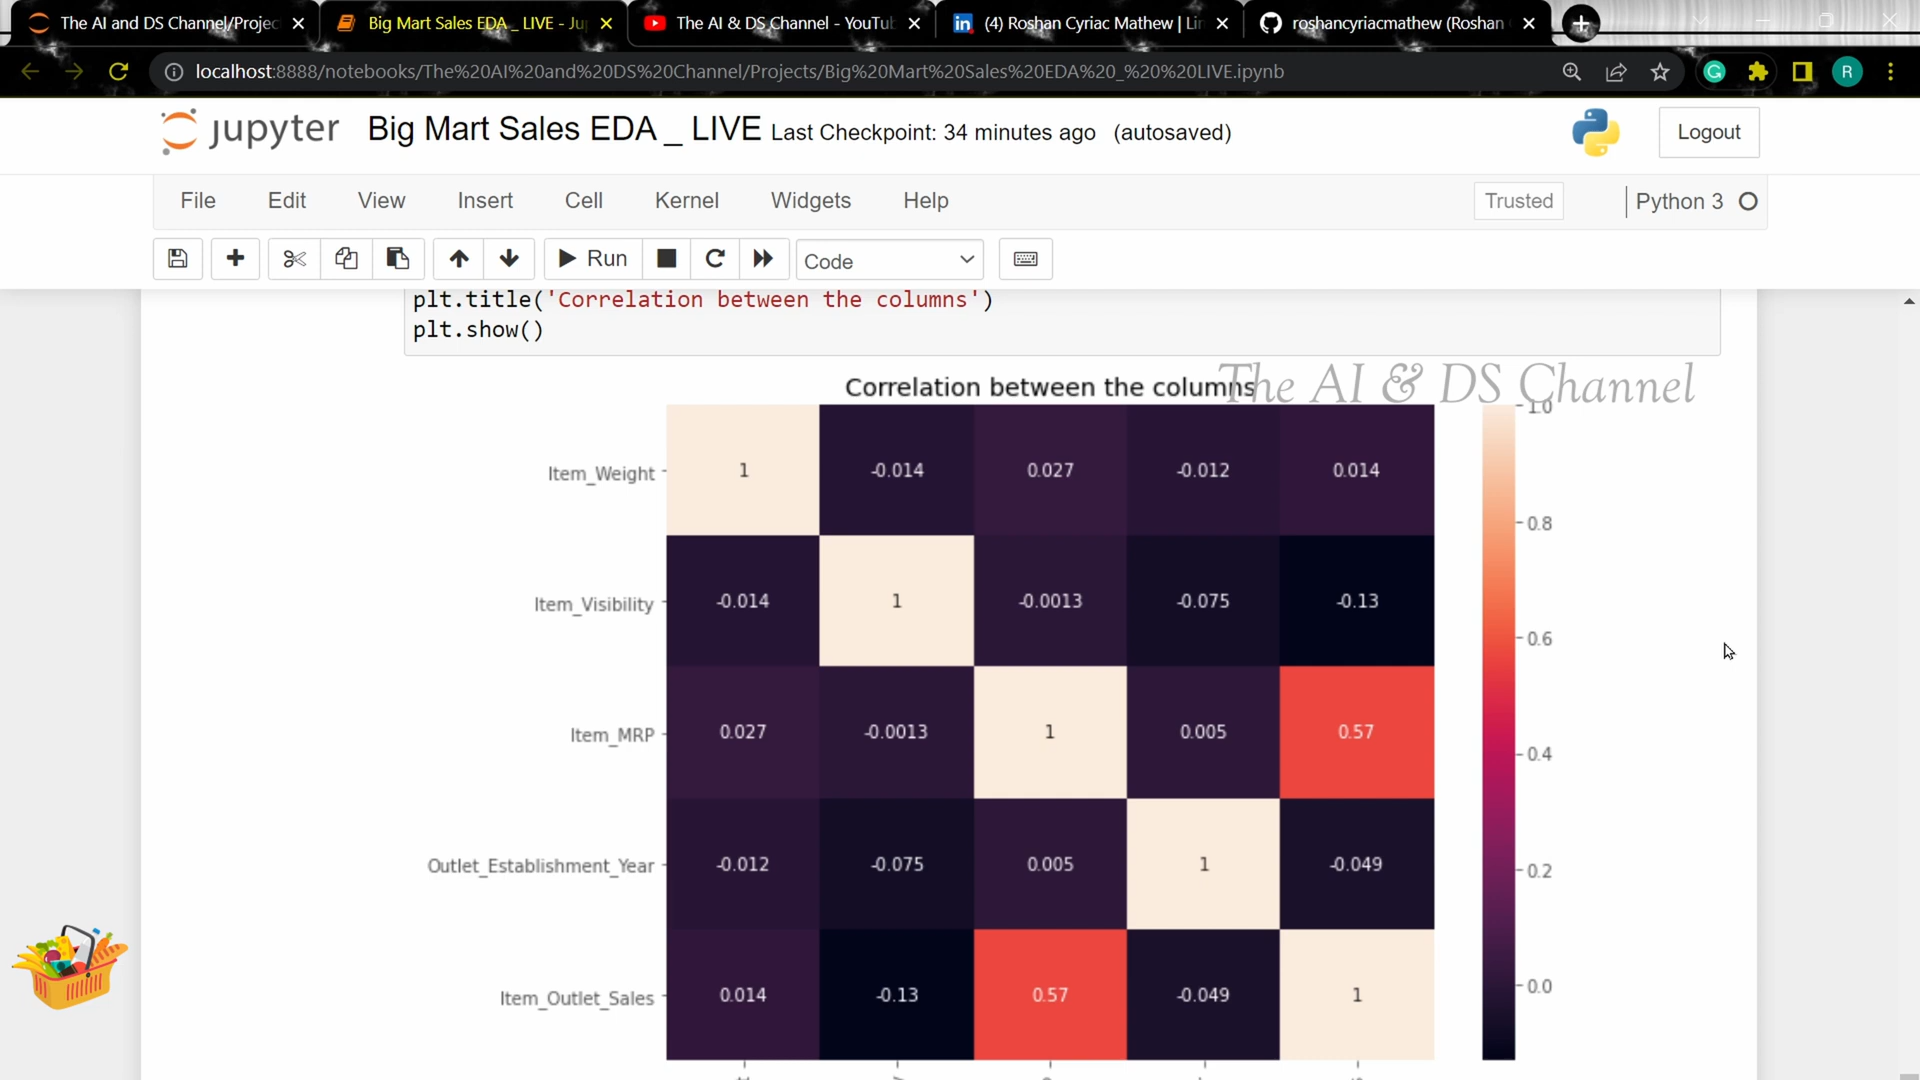 The AI and DS Channel/Projec
Big Mart Sales EDA _ LIVE - Ju
The AI & DS Channel - YouTu
(4) Roshan Cyriac Mathew | Li
roshancyriacmathew (Roshan
localhost:8888/notebooks/The%20AI%20and%20DS%20Channel/Projects/Big%20Mart%20Sales%20EDA%20_%20%20LIVE.ipynb
R
jupyter Big Mart Sales EDA _ LIVE Last Checkpoint: 34 minutes ago (autosaved)
Logout
File Edit View Insert Cell Kernel Widgets Help
Trusted Python 3
Run Code
plt.title('Correlation between the columns')
plt.show()
The AI & DS Channel
Correlation between the columns
Item_Weight 1 -0.014 0.027 -0.012 0.014
Item_Visibility -0.014 1 -0.0013 -0.075 -0.13
Item_MRP 0.027 -0.0013 1 0.005 0.57
Outlet_Establishment_Year -0.012 -0.075 0.005 1 -0.049
Item_Outlet_Sales 0.014 -0.13 0.57 -0.049 1
1.0
0.8
0.6
0.4
0.2
0.0